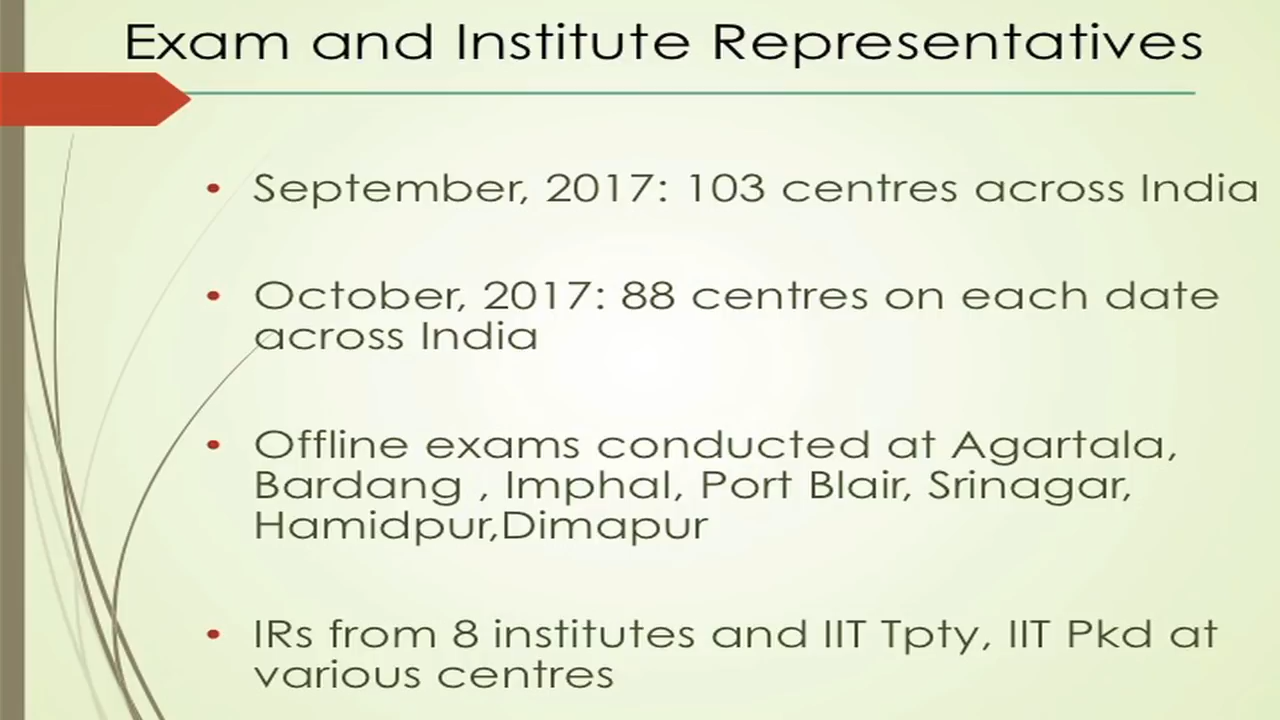 Exam and Institute Representatives
• September, 2017: 103 centres across India
• October, 2017: 88 centres on each date
across India
• Offline exams conducted at Agartala,
Bardang , Imphal, Port Blair, Srinagar,
Hamidpur,Dimapur
• IRs from 8 institutes and IIT Tpty, IIT Pkd at
various centres